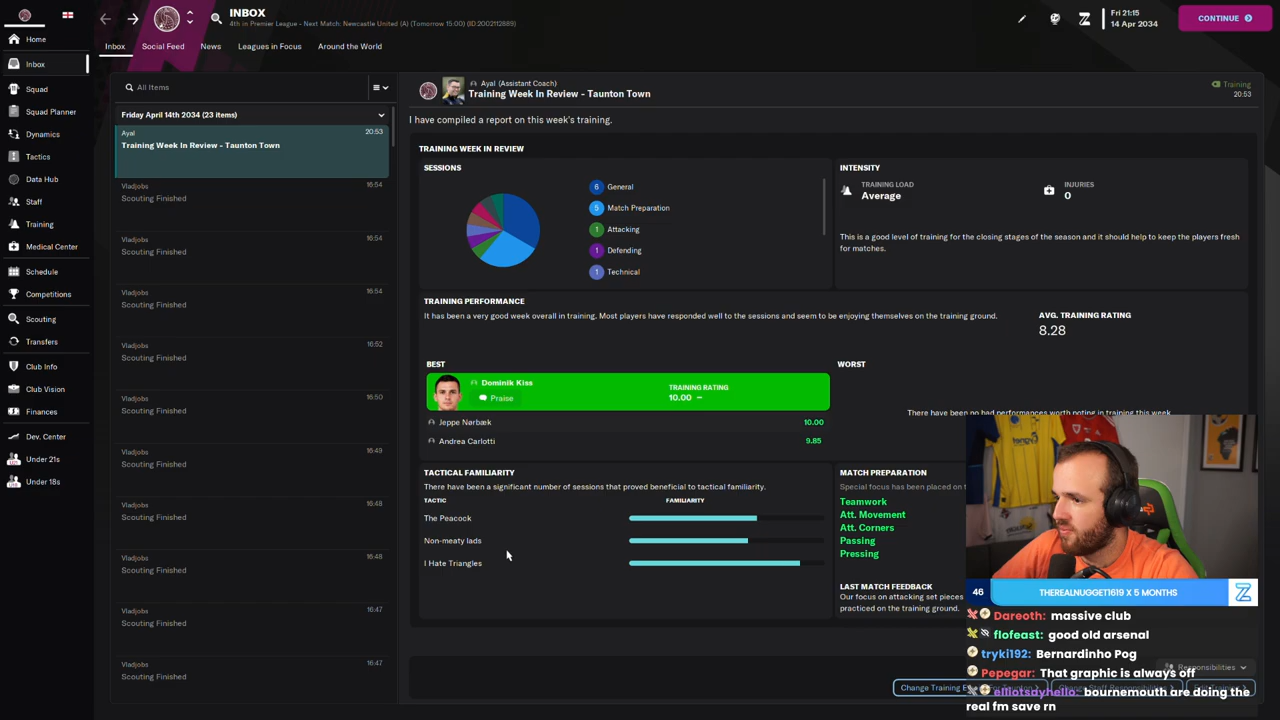 INBOX
4th in Premier League - Next Match: Newcastle United (A) (Tomorrow 15:00) (ID:2002112889)
Fri 21:15
14 Apr 2034
CONTINUE
Inbox
Social Feed
News
Leagues in Focus
Around the World
Home
Inbox
Squad
Squad Planner
Dynamics
Tactics
Data Hub
Staff
Training
Medical Center
Schedule
Competitions
Scouting
Transfers
Club Info
Club Vision
Finances
Dev. Center
Under 21s
Under 18s
All Items
Friday April 14th 2034 (23 items)
Ayal 20:53
Training Week In Review - Taunton Town
Vladjobs 16:54
Scouting Finished
Vladjobs 16:54
Scouting Finished
Vladjobs 16:54
Scouting Finished
Vladjobs 16:52
Scouting Finished
Vladjobs 16:50
Scouting Finished
Vladjobs 16:49
Scouting Finished
Vladjobs 16:48
Scouting Finished
Vladjobs 16:48
Scouting Finished
Vladjobs 16:47
Scouting Finished
Vladjobs 16:47
Scouting Finished
Ayal (Assistant Coach)
Training Week In Review - Taunton Town
Training
20:53
I have compiled a report on this week's training.
TRAINING WEEK IN REVIEW
SESSIONS
6 General
5 Match Preparation
1 Attacking
1 Defending
1 Technical
INTENSITY
TRAINING LOAD
Average
INJURIES
0
This is a good level of training for the closing stages of the season and it should help to keep the players fresh
for matches.
TRAINING PERFORMANCE
It has been a very good week overall in training. Most players have responded well to the sessions and seem to be enjoying themselves on the training ground.
AVG. TRAINING RATING
8.28
BEST
Dominik Kiss
Praise
TRAINING RATING
10.00 –
Jeppe Nørbæk 10.00
Andrea Carlotti 9.85
WORST
There have been no bad performances worth noting in training this week.
TACTICAL FAMILIARITY
There have been a significant number of sessions that proved beneficial to tactical familiarity.
TACTIC FAMILIARITY
The Peacock
Non-meaty lads
I Hate Triangles
MATCH PREPARATION
Special focus has been placed on
Teamwork
Att. Movement
Att. Corners
Passing
Pressing
LAST MATCH FEEDBACK
Our focus on attacking set pieces
practiced on the training ground.
Responsibilities
Change Training
46
THEREALNUGGET1619 X 5 MONTHS
Dareoth: massive club
flofeast: good old arsenal
tryki192: Bernardinho Pog
Pepegar: That graphic is always off
elliotsayhello: bournemouth are doing the
real fm save rn